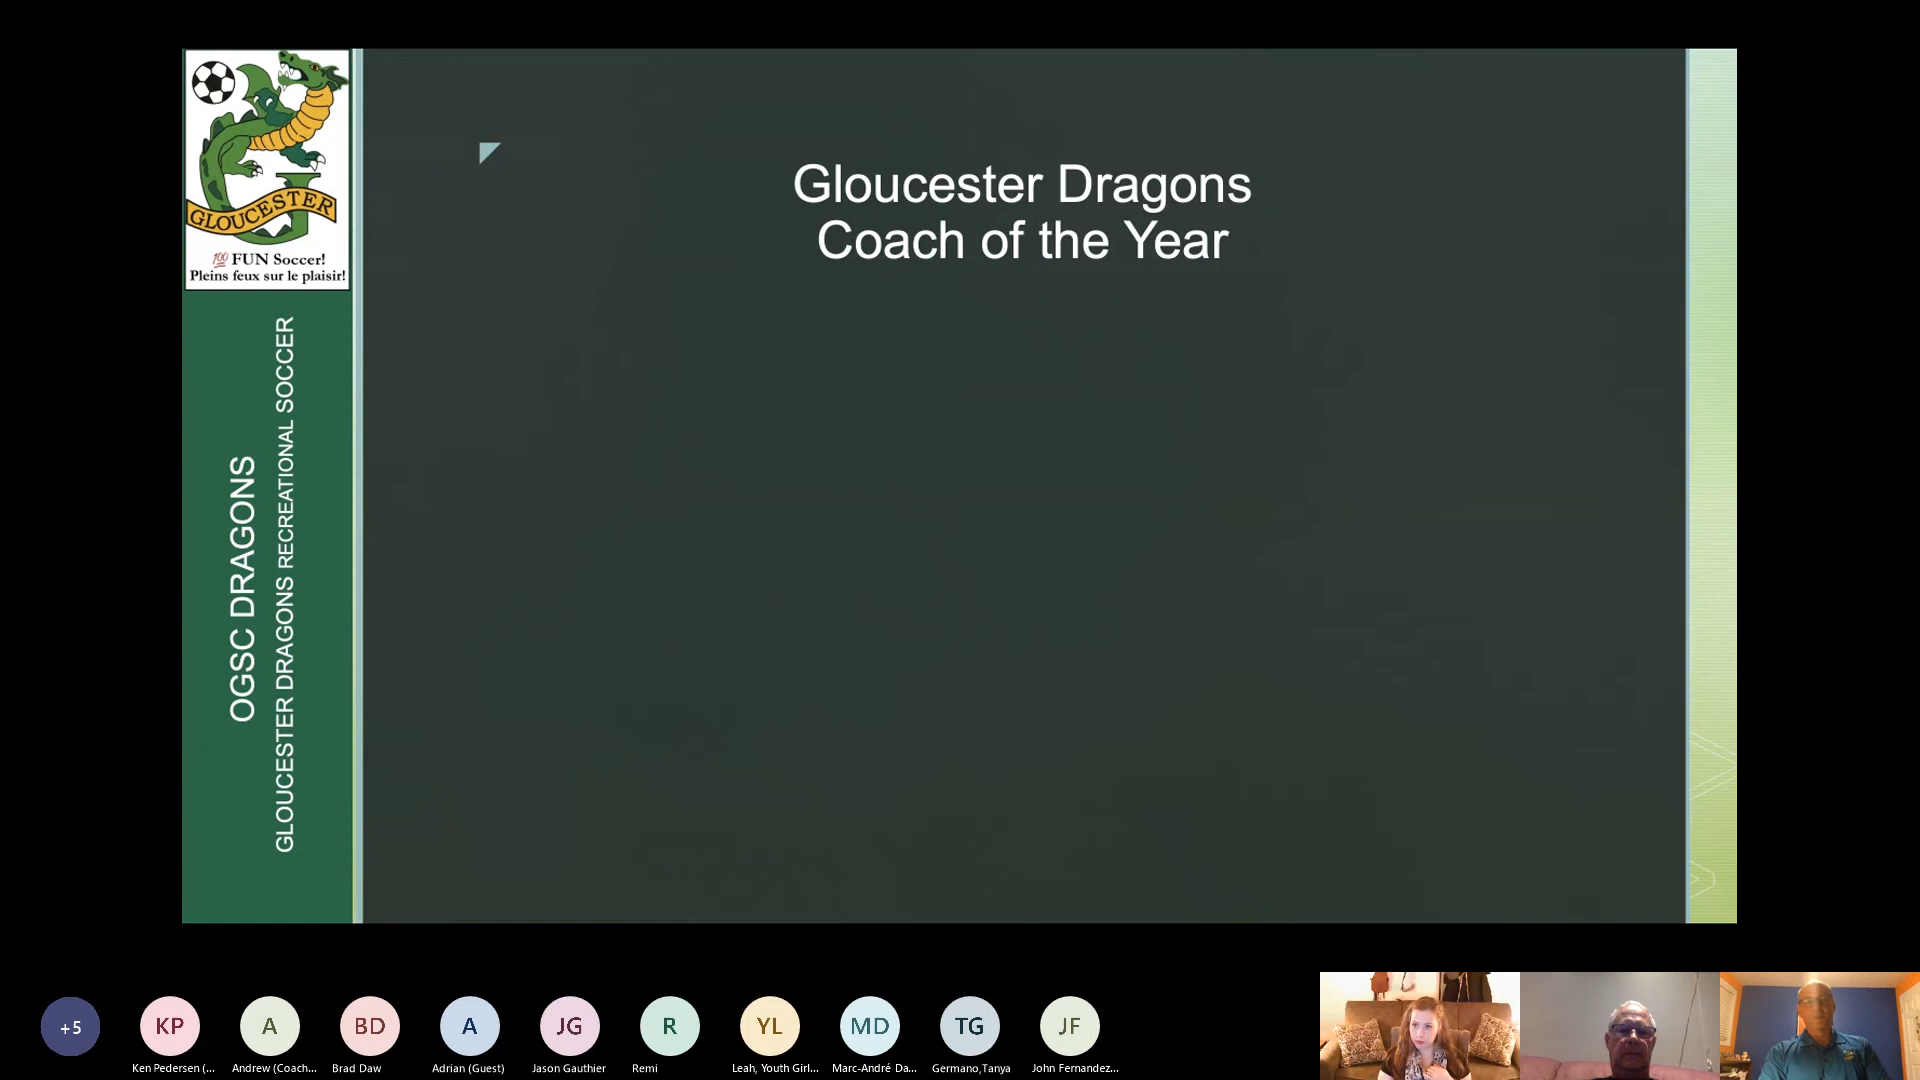 GLOUCESTER
💯 FUN Soccer!
Pleins feux sur le plaisir!
OGSC DRAGONS
GLOUCESTER DRAGONS RECREATIONAL SOCCER
Gloucester Dragons
Coach of the Year
+5
KP
A
BD
A
JG
R
YL
MD
TG
JF
Ken Pedersen (...
Andrew (Coach...
Brad Daw
Adrian (Guest)
Jason Gauthier
Remi
Leah, Youth Girl...
Marc-André Da...
Germano,Tanya
John Fernandez...